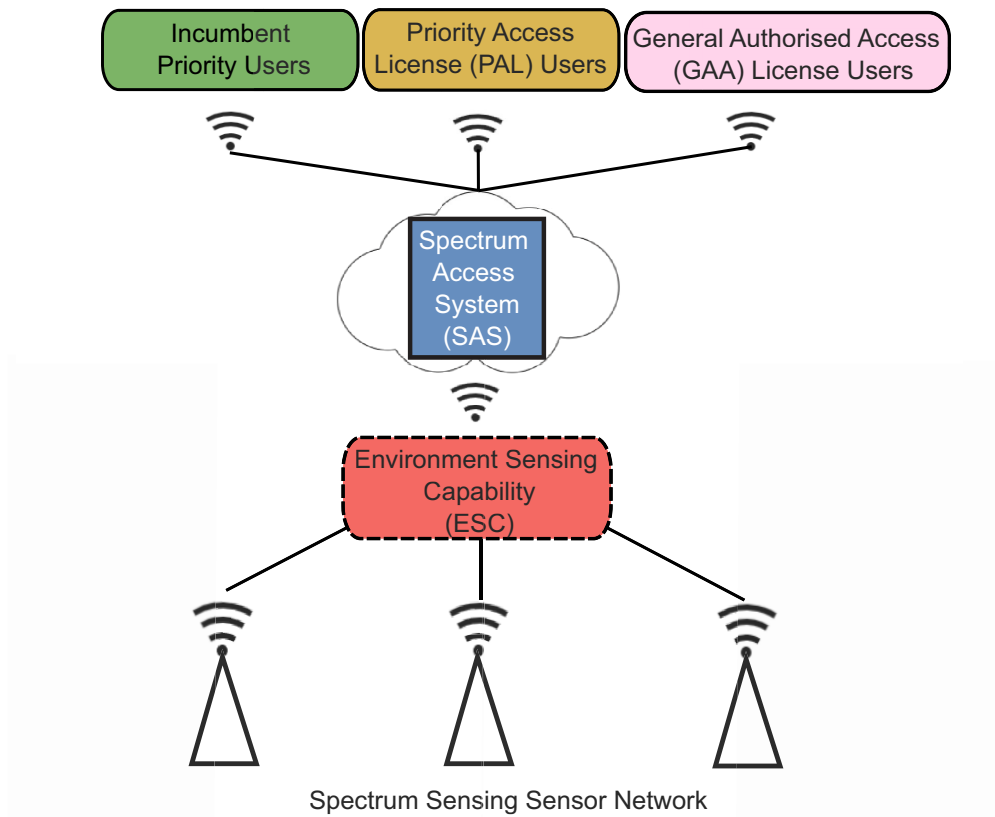 Incumbent
Priority Users
Priority Access
License (PAL) Users
General Authorised Access
(GAA) License Users
Spectrum
Access
System
(SAS)
Environment Sensing
Capability
(ESC)
Spectrum Sensing Sensor Network